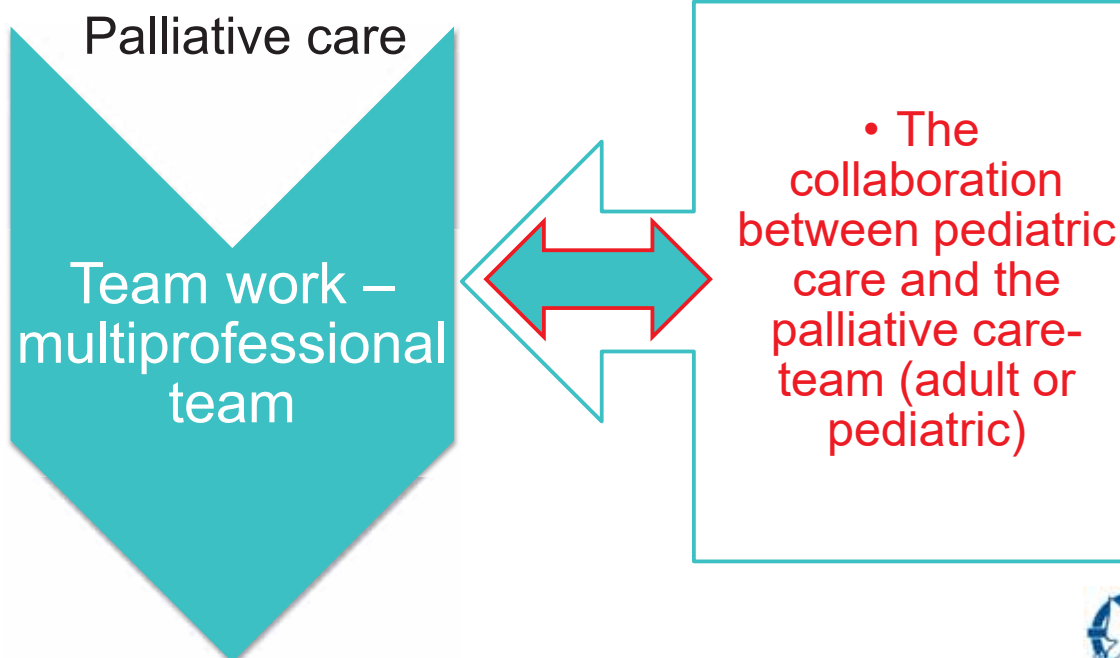 Palliative care
Team work –
multiprofessional
team
• The
collaboration
between pediatric
care and the
palliative care-
team (adult or
pediatric)